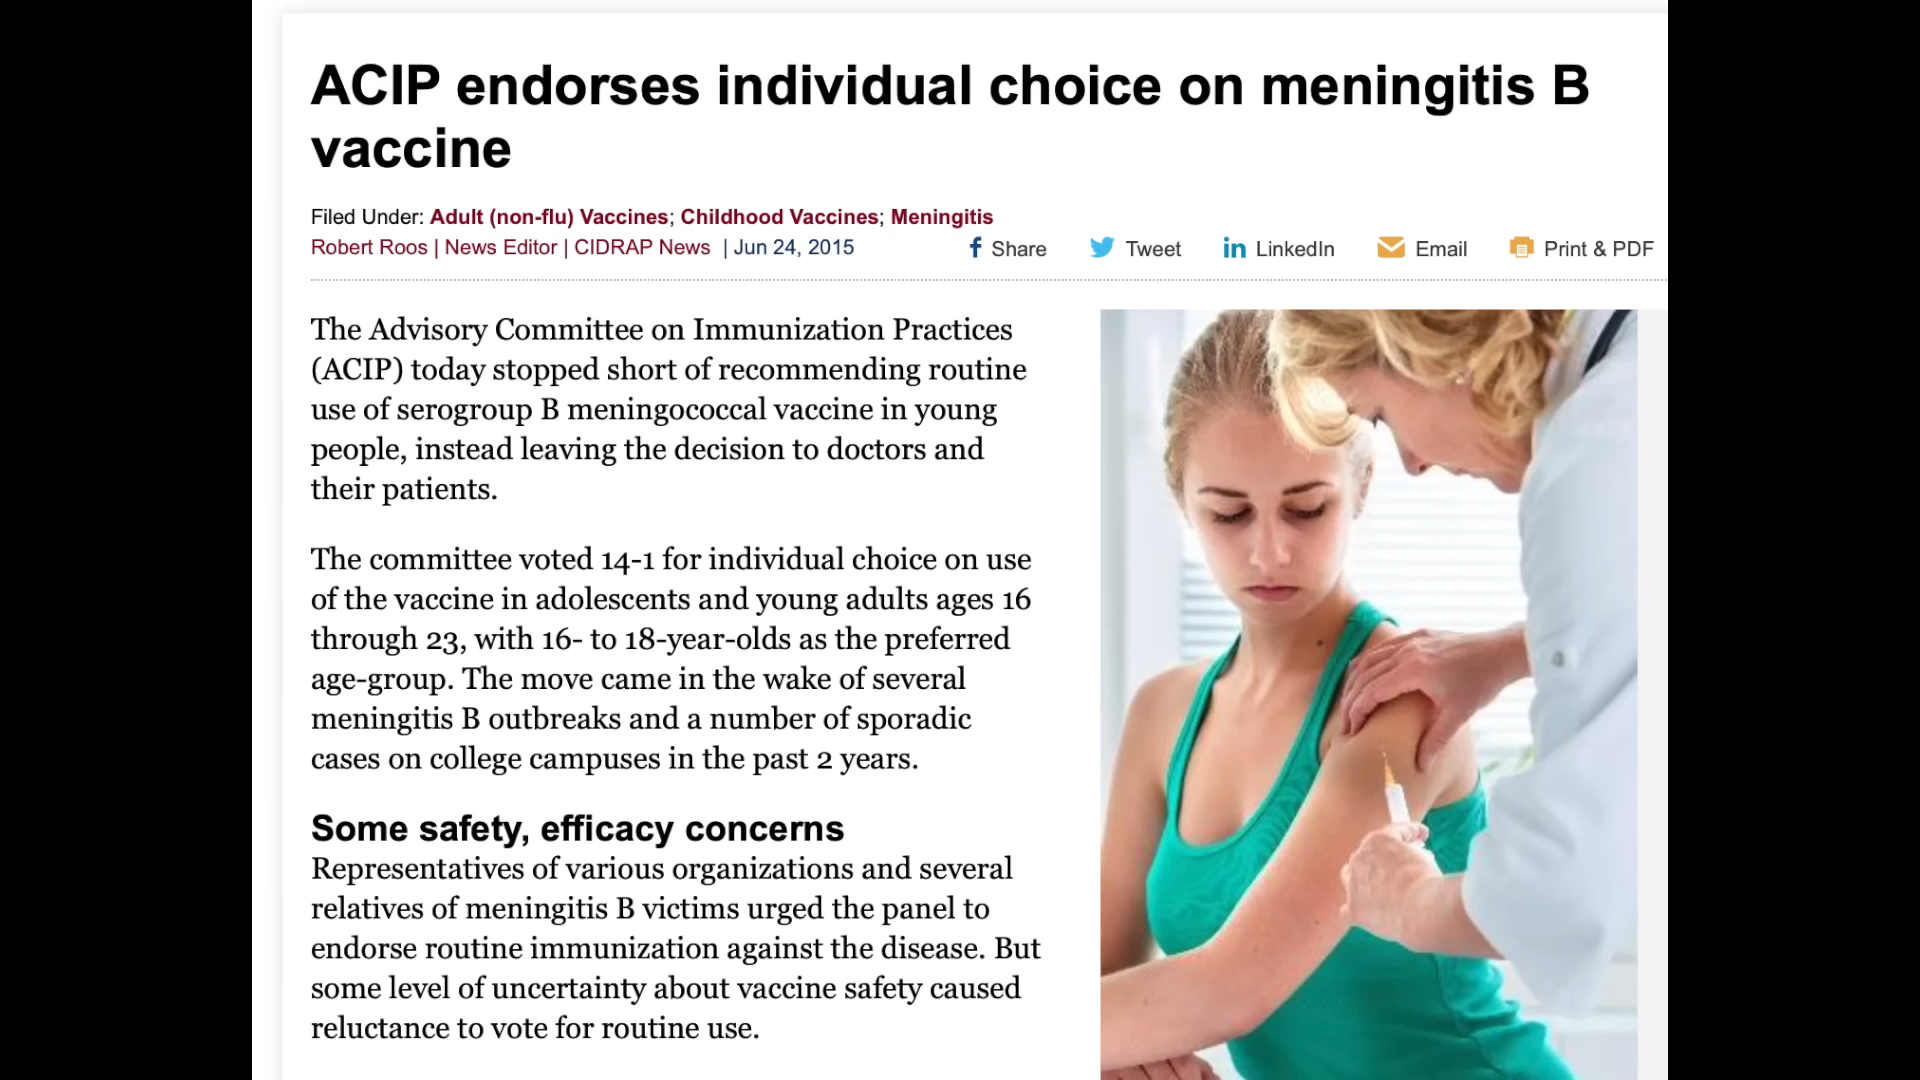 ACIP endorses individual choice on meningitis B
vaccine
Filed Under: Adult (non-flu) Vaccines; Childhood Vaccines; Meningitis
Robert Roos | News Editor | CIDRAP News | Jun 24, 2015
Share Tweet LinkedIn Email Print & PDF
The Advisory Committee on Immunization Practices
(ACIP) today stopped short of recommending routine
use of serogroup B meningococcal vaccine in young
people, instead leaving the decision to doctors and
their patients.
The committee voted 14-1 for individual choice on use
of the vaccine in adolescents and young adults ages 16
through 23, with 16- to 18-year-olds as the preferred
age-group. The move came in the wake of several
meningitis B outbreaks and a number of sporadic
cases on college campuses in the past 2 years.
Some safety, efficacy concerns
Representatives of various organizations and several
relatives of meningitis B victims urged the panel to
endorse routine immunization against the disease. But
some level of uncertainty about vaccine safety caused
reluctance to vote for routine use.